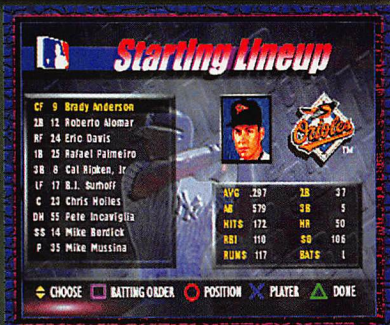 Starting Lineup
CF 9 Brady Anderson
2B 12 Roberto Alomar
RF 24 Eric Davis
1B 25 Rafael Palmeiro
3B 8 Cal Ripken, Jr
LF 17 B.J. Surhoff
C 23 Chris Hoiles
DH 55 Pete Incaviglia
SS 14 Mike Bordick
P 35 Mike Mussina
Orioles
TM
AVG .297 2B 37
AB 579 3B 5
HITS 172 HR 50
RBI 110 SO 106
RUNS 117 BATS L
CHOOSE BATTING ORDER POSITION PLAYER DONE